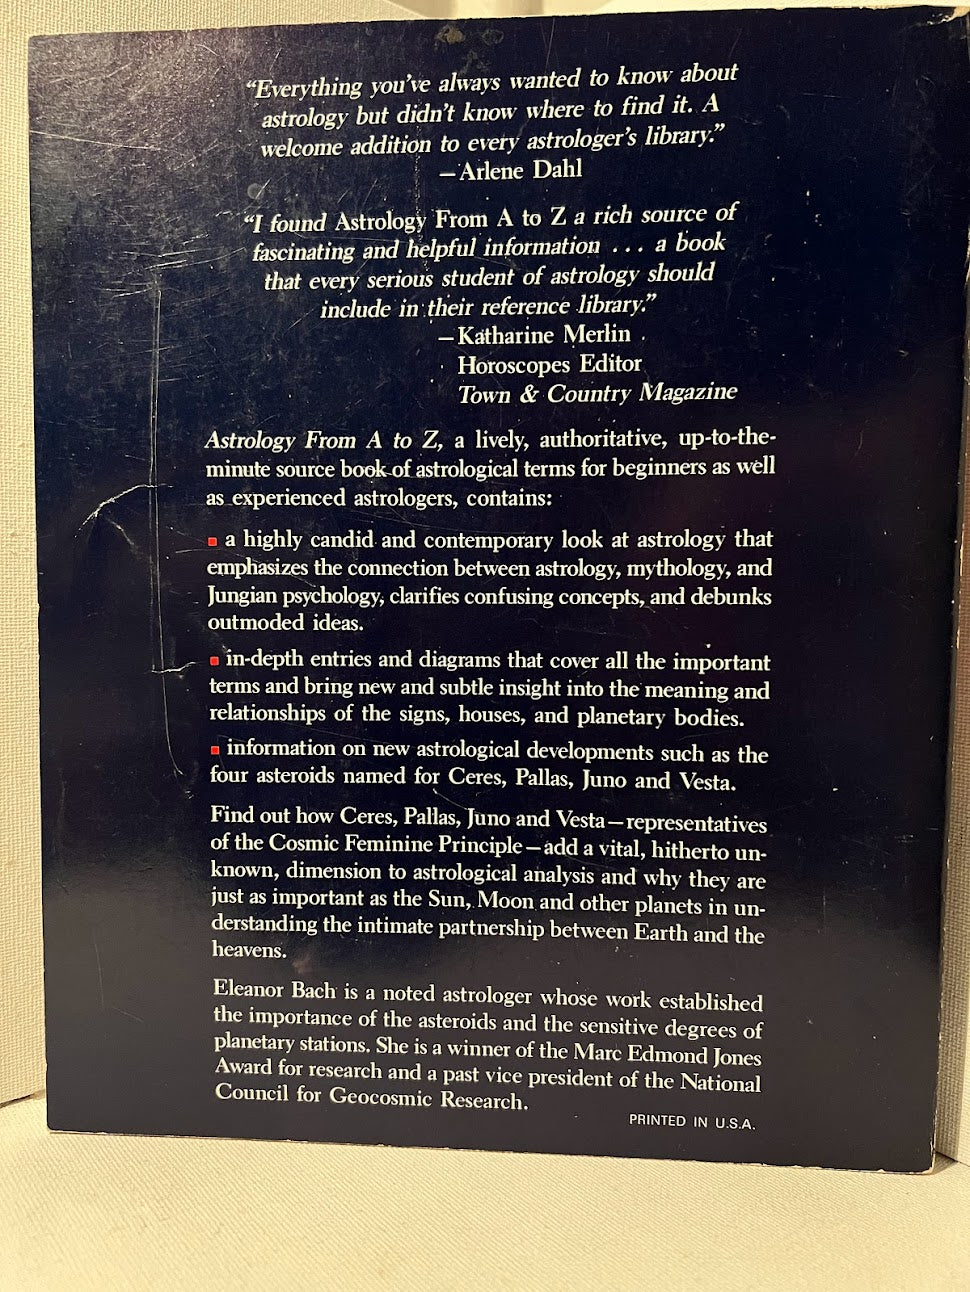 “Everything you’ve always wanted to know about
astrology but didn’t know where to find it. A
welcome addition to every astrologer’s library.”
—Arlene Dahl
“I found Astrology From A to Z a rich source of
fascinating and helpful information . . . a book
that every serious student of astrology should
include in their reference library.”
—Katharine Merlin
Horoscopes Editor
Town & Country Magazine
Astrology From A to Z, a lively, authoritative, up-to-the-
minute source book of astrological terms for beginners as well
as experienced astrologers, contains:
▪ a highly candid and contemporary look at astrology that
emphasizes the connection between astrology, mythology, and
Jungian psychology, clarifies confusing concepts, and debunks
outmoded ideas.
▪ in-depth entries and diagrams that cover all the important
terms and bring new and subtle insight into the meaning and
relationships of the signs, houses, and planetary bodies.
▪ information on new astrological developments such as the
four asteroids named for Ceres, Pallas, Juno and Vesta.
Find out how Ceres, Pallas, Juno and Vesta—representatives
of the Cosmic Feminine Principle—add a vital, hitherto un-
known, dimension to astrological analysis and why they are
just as important as the Sun, Moon and other planets in un-
derstanding the intimate partnership between Earth and the
heavens.
Eleanor Bach is a noted astrologer whose work established
the importance of the asteroids and the sensitive degrees of
planetary stations. She is a winner of the Marc Edmond Jones
Award for research and a past vice president of the National
Council for Geocosmic Research.
PRINTED IN U.S.A.